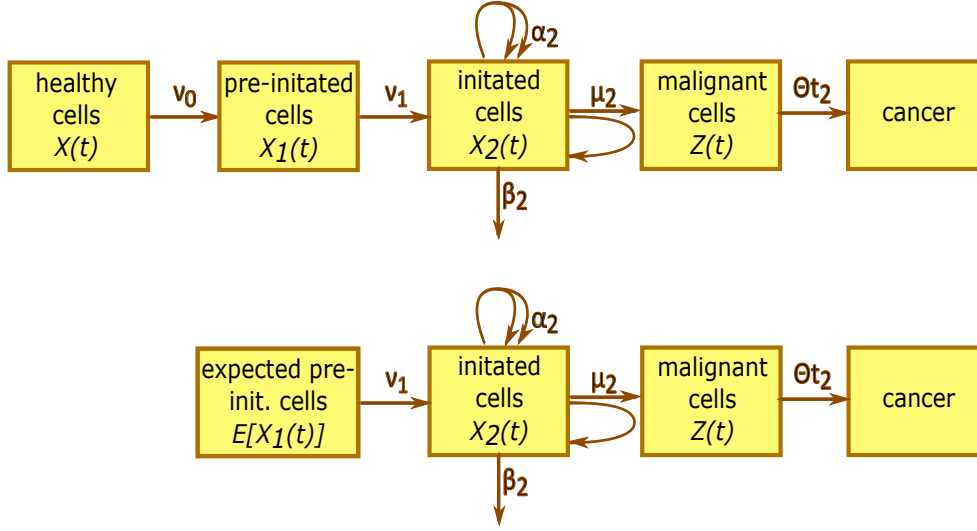 α2
healthy
cells
X(t)
ν0
pre-initated
cells
X1(t)
ν1
initated
cells
X2(t)
μ2
malignant
cells
Z(t)
Θt2
cancer
β2
α2
expected pre-
init. cells
E[X1(t)]
ν1
initated
cells
X2(t)
μ2
malignant
cells
Z(t)
Θt2
cancer
β2